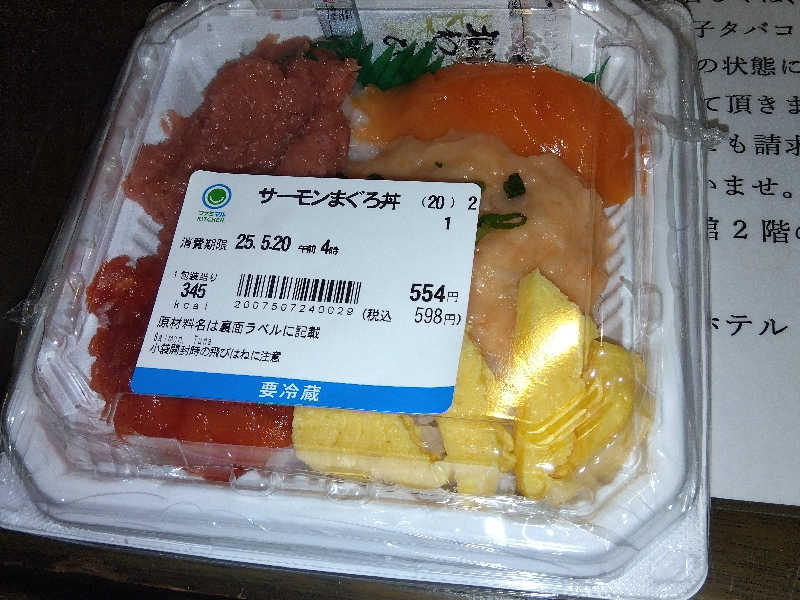 ファミマル
KITCHEN
サーモンまぐろ丼 (20) 2
1
消費期限 25.5.20 午前 4時
1包装当り
345
kcal
2007507240029
554円
(税込 598円)
原材料名は裏面ラベルに記載
Salmon, Tuna
小袋開封時の飛びはねに注意
要冷蔵
子タバコ
の状態に
て頂きま
も請求
いませ。
館2階の
ホテル